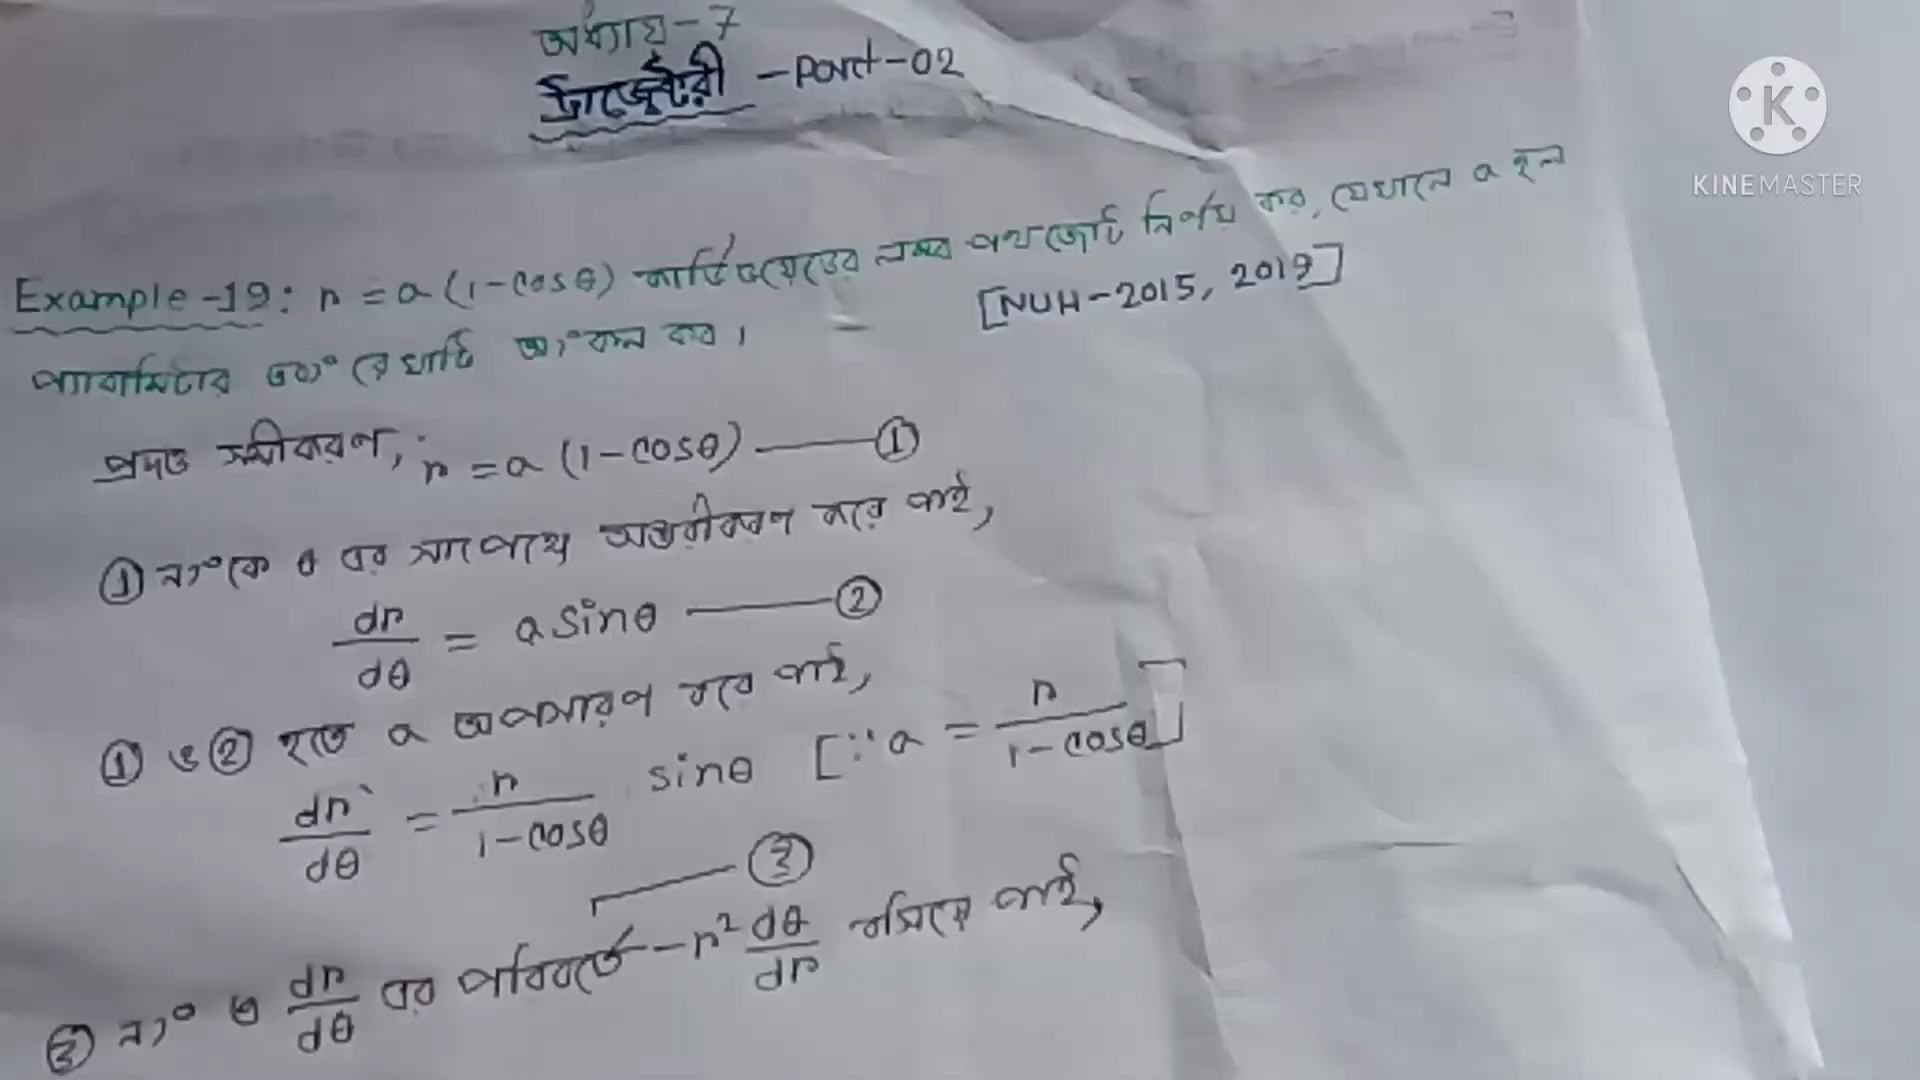 অধ্যায়-7
ট্রাজেক্টরী -Part-02
KINEMASTER
Example-19: r = a(1-cosθ) কার্ডিওয়েডের লম্ব পথজোট নির্ণয় কর, যেখানে a হল
প্যারামিটার এবং রেখাটি অংকন কর।
[NUH-2015, 2019]
প্রদত্ত সমীকরণ, r = a(1-cosθ) ——— ①
① নং কে θ এর সাপেক্ষে অন্তরীকরণ করে পাই,
dr/dθ = a sinθ ——— ②
① ও ② হতে a অপসারণ করে পাই,
dr/dθ = r/(1-cosθ) . sinθ [∵ a = r/(1-cosθ)]
——— ③
③ নং এ dr/dθ এর পরিবর্তে -r² dθ/dr বসিয়ে পাই,